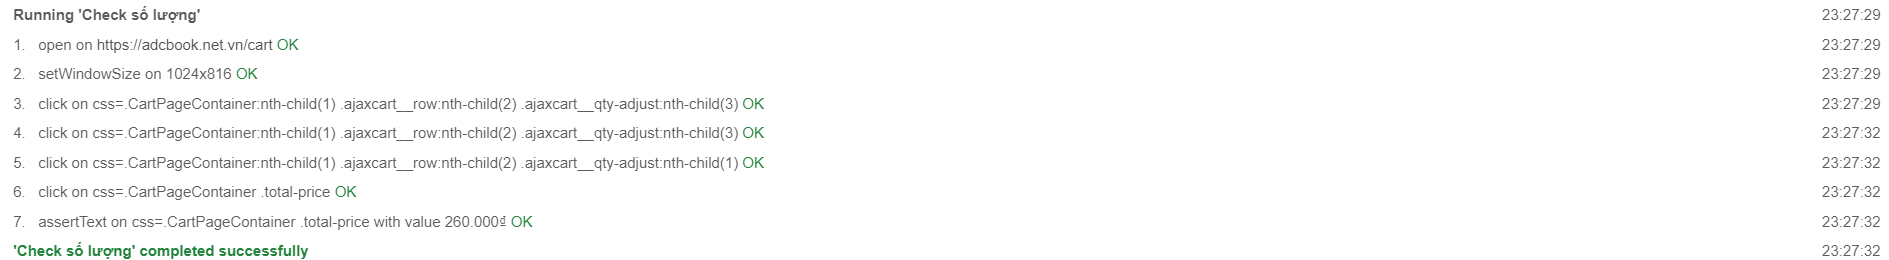 Running 'Check số lượng' 23:27:29
1. open on https://adcbook.net.vn/cart OK 23:27:29
2. setWindowSize on 1024x816 OK 23:27:29
3. click on css=.CartPageContainer:nth-child(1) .ajaxcart__row:nth-child(2) .ajaxcart__qty-adjust:nth-child(3) OK 23:27:29
4. click on css=.CartPageContainer:nth-child(1) .ajaxcart__row:nth-child(2) .ajaxcart__qty-adjust:nth-child(3) OK 23:27:32
5. click on css=.CartPageContainer:nth-child(1) .ajaxcart__row:nth-child(2) .ajaxcart__qty-adjust:nth-child(1) OK 23:27:32
6. click on css=.CartPageContainer .total-price OK 23:27:32
7. assertText on css=.CartPageContainer .total-price with value 260.000₫ OK 23:27:32
'Check số lượng' completed successfully 23:27:32